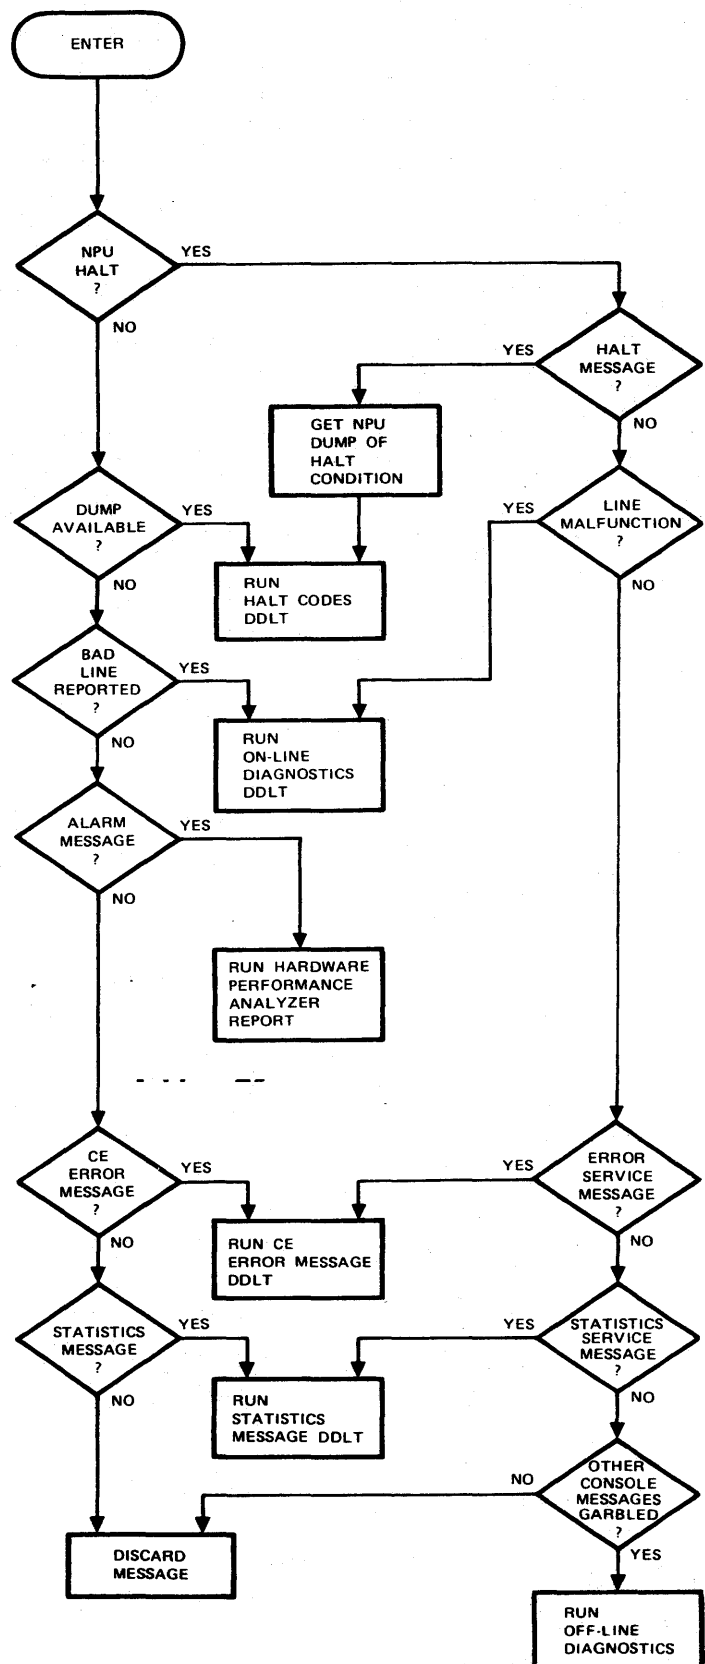 ENTER
NPU
HALT
?
YES
NO
HALT
MESSAGE
?
YES
NO
GET NPU
DUMP OF
HALT
CONDITION
DUMP
AVAILABLE
?
YES
NO
LINE
MALFUNCTION
?
YES
NO
RUN
HALT CODES
DDLT
BAD
LINE
REPORTED
?
YES
NO
RUN
ON-LINE
DIAGNOSTICS
DDLT
ALARM
MESSAGE
?
YES
NO
RUN HARDWARE
PERFORMANCE
ANALYZER
REPORT
CE
ERROR
MESSAGE
?
YES
NO
ERROR
SERVICE
MESSAGE
?
YES
NO
RUN CE
ERROR MESSAGE
DDLT
STATISTICS
MESSAGE
?
YES
NO
STATISTICS
SERVICE
MESSAGE
?
YES
NO
RUN
STATISTICS
MESSAGE DDLT
OTHER
CONSOLE
MESSAGES
GARBLED
?
NO
YES
DISCARD
MESSAGE
RUN
OFF-LINE
DIAGNOSTICS